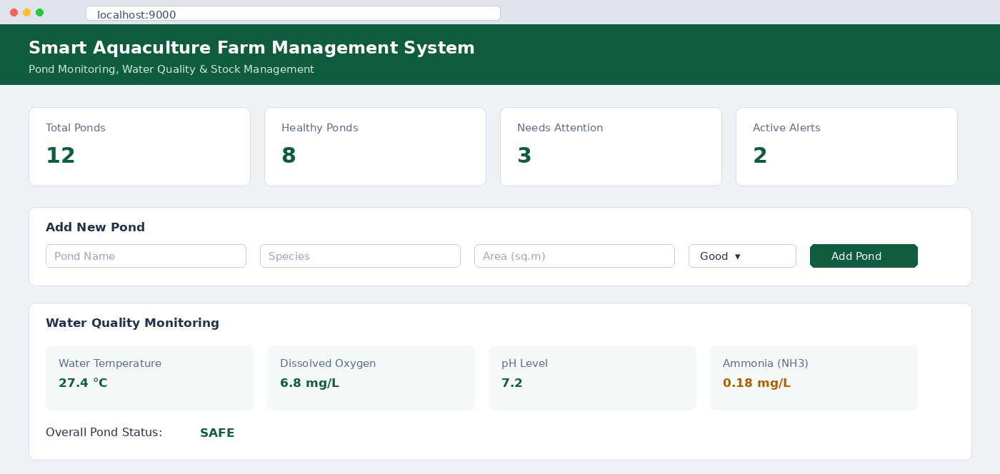 localhost:9000
Smart Aquaculture Farm Management System
Pond Monitoring, Water Quality & Stock Management
Total Ponds
12
Healthy Ponds
8
Needs Attention
3
Active Alerts
2
Add New Pond
Pond Name
Species
Area (sq.m)
Good ▾
Add Pond
Water Quality Monitoring
Water Temperature
27.4 °C
Dissolved Oxygen
6.8 mg/L
pH Level
7.2
Ammonia (NH3)
0.18 mg/L
Overall Pond Status: SAFE